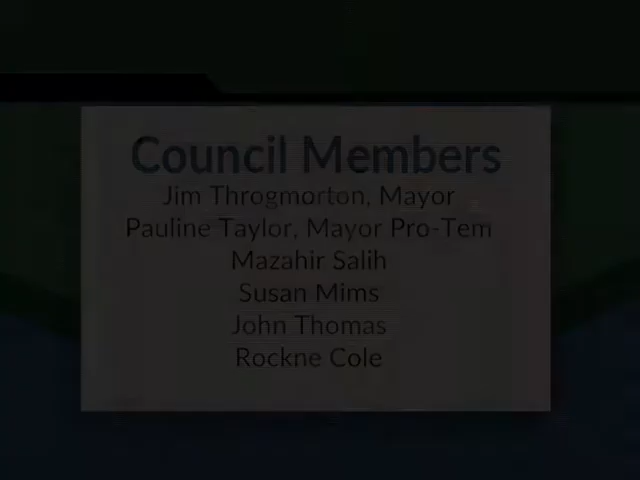 Council Members
Jim Throgmorton, Mayor
Pauline Taylor, Mayor Pro-Tem
Mazahir Salih
Susan Mims
John Thomas
Rockne Cole